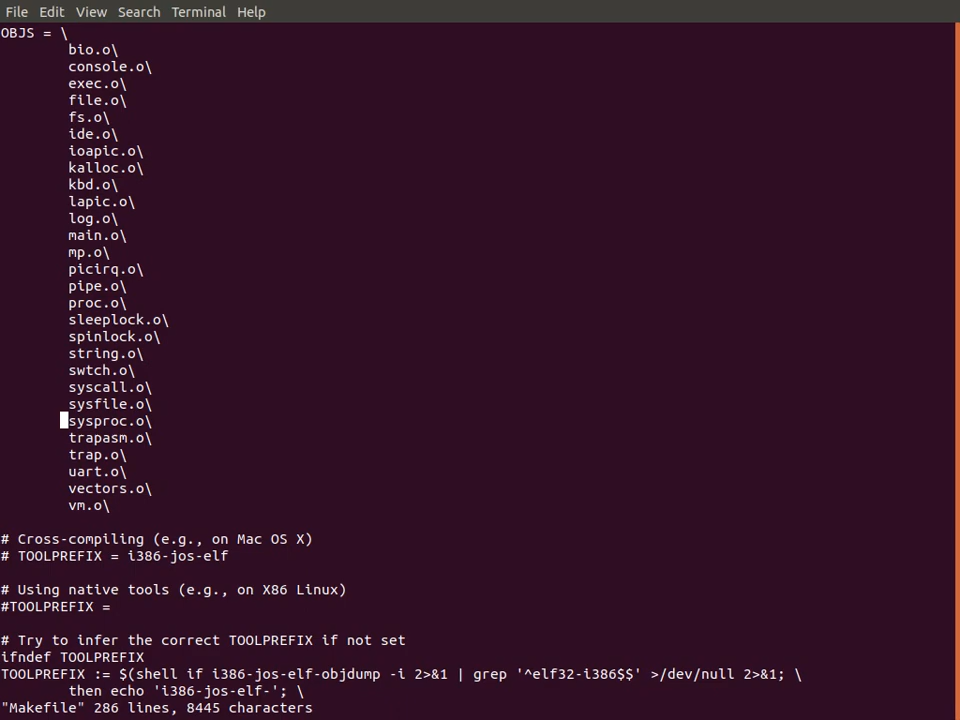 File Edit View Search Terminal Help
OBJS = \
bio.o\
console.o\
exec.o\
file.o\
fs.o\
ide.o\
ioapic.o\
kalloc.o\
kbd.o\
lapic.o\
log.o\
main.o\
mp.o\
picirq.o\
pipe.o\
proc.o\
sleeplock.o\
spinlock.o\
string.o\
swtch.o\
syscall.o\
sysfile.o\
sysproc.o\
trapasm.o\
trap.o\
uart.o\
vectors.o\
vm.o\
# Cross-compiling (e.g., on Mac OS X)
# TOOLPREFIX = i386-jos-elf
# Using native tools (e.g., on X86 Linux)
#TOOLPREFIX =
# Try to infer the correct TOOLPREFIX if not set
ifndef TOOLPREFIX
TOOLPREFIX := $(shell if i386-jos-elf-objdump -i 2>&1 | grep '^elf32-i386$$' >/dev/null 2>&1; \
then echo 'i386-jos-elf-'; \
"Makefile" 286 lines, 8445 characters